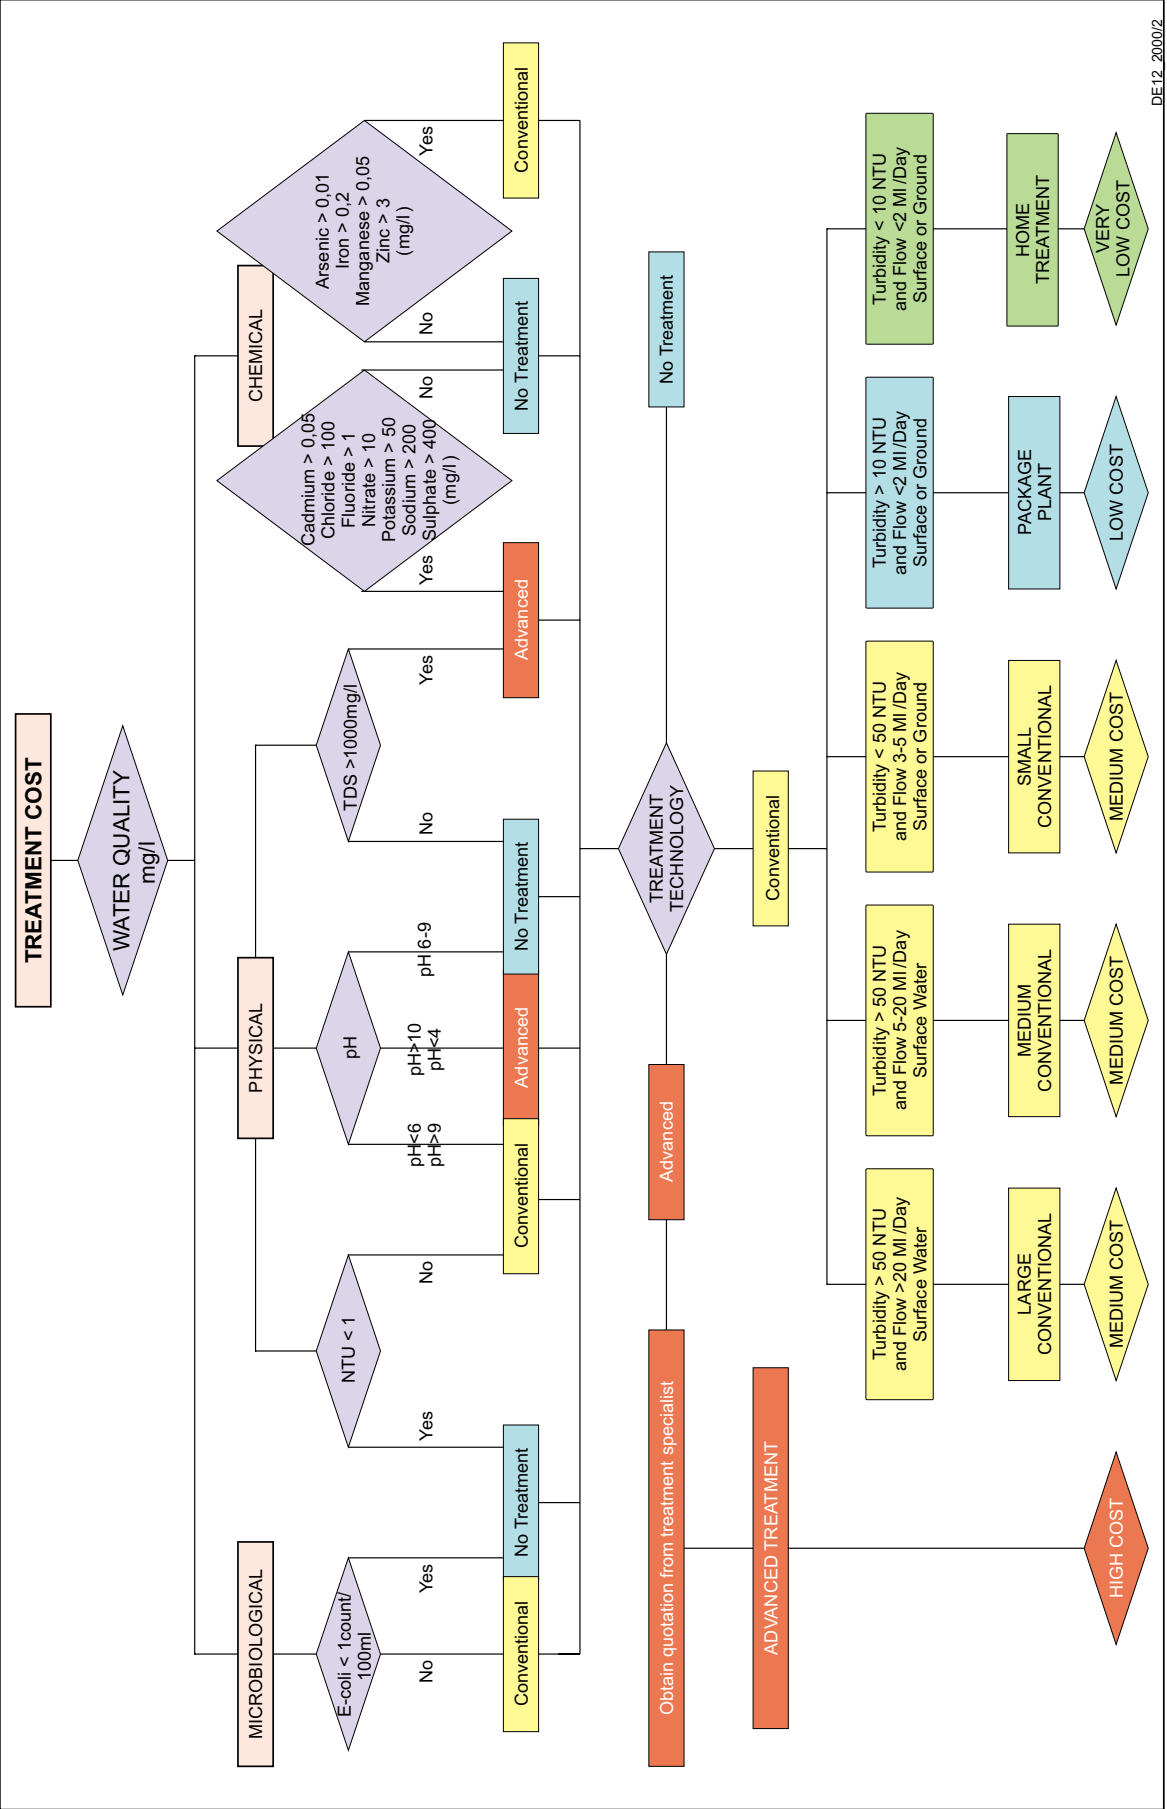 TREATMENT COST
WATER QUALITY
mg/l
MICROBIOLOGICAL
PHYSICAL
CHEMICAL
E-coli < 1count/
100ml
NTU < 1
pH
TDS >1000mg/l
Cadmium > 0,05
Chloride > 100
Fluoride > 1
Nitrate > 10
Potassium > 50
Sodium > 200
Sulphate > 400
(mg/l)
Arsenic > 0,01
Iron > 0,2
Manganese > 0,05
Zinc > 3
(mg/l)
No
Yes
Yes
No
pH<6
pH>9
pH>10
pH<4
pH 6-9
No
Yes
Yes
No
No
Yes
Conventional
No Treatment
Conventional
Advanced
No Treatment
Advanced
No Treatment
Conventional
Obtain quotation from treatment specialist
Advanced
TREATMENT
TECHNOLOGY
No Treatment
ADVANCED TREATMENT
Conventional
Turbidity > 50 NTU
and Flow >20 Ml /Day
Surface Water
Turbidity > 50 NTU
and Flow 5-20 Ml /Day
Surface Water
Turbidity < 50 NTU
and Flow 3-5 Ml /Day
Surface or Ground
Turbidity > 10 NTU
and Flow <2 Ml /Day
Surface or Ground
Turbidity < 10 NTU
and Flow <2 Ml /Day
Surface or Ground
LARGE
CONVENTIONAL
MEDIUM
CONVENTIONAL
SMALL
CONVENTIONAL
PACKAGE
PLANT
HOME
TREATMENT
HIGH COST
MEDIUM COST
MEDIUM COST
MEDIUM COST
LOW COST
VERY
LOW COST
DE12 2000/2